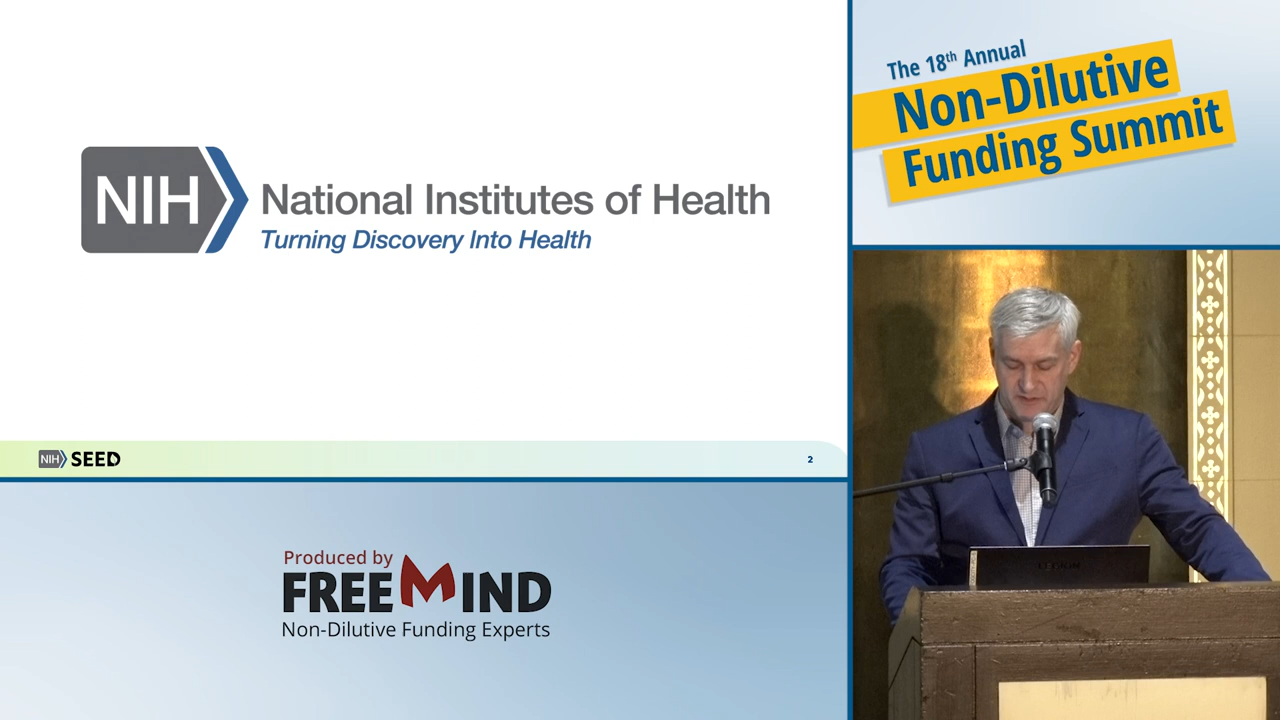 NIH
National Institutes of Health
Turning Discovery Into Health
NIH SEED
2
Produced by
FREEMIND
Non-Dilutive Funding Experts
The 18th Annual
Non-Dilutive
Funding Summit
LEGION